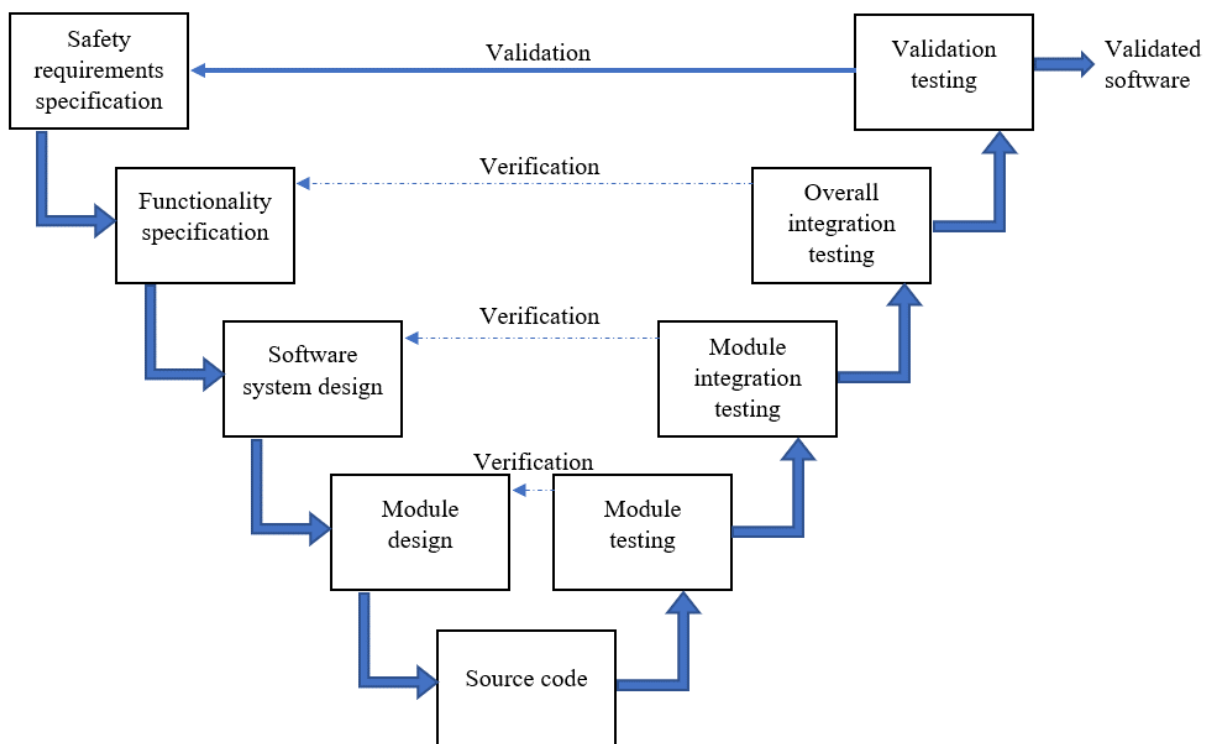 Safety
requirements
specification
Validation
Validation
testing
Validated
software
Functionality
specification
Verification
Overall
integration
testing
Software
system design
Verification
Module
integration
testing
Module
design
Verification
Module
testing
Source code